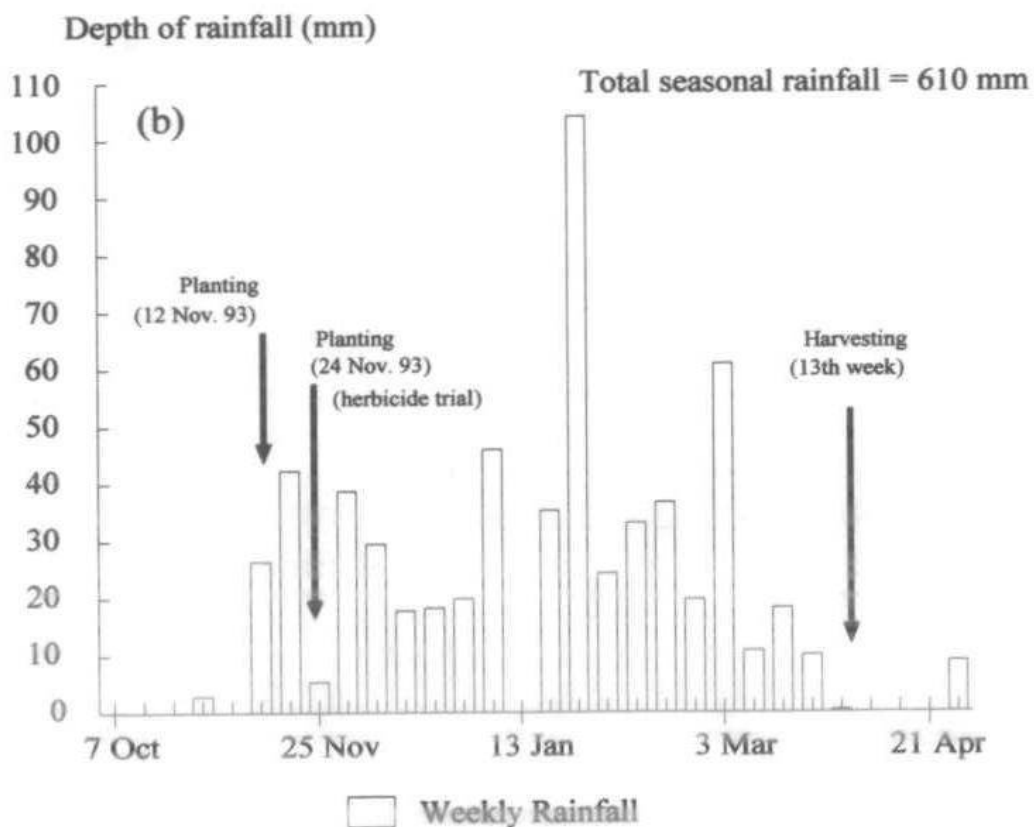 Depth of rainfall (mm)
Total seasonal rainfall = 610 mm
(b)
110
100
90
80
70
60
50
40
30
20
10
0
Planting
(12 Nov. 93)
Planting
(24 Nov. 93)
(herbicide trial)
Harvesting
(13th week)
7 Oct
25 Nov
13 Jan
3 Mar
21 Apr
Weekly Rainfall